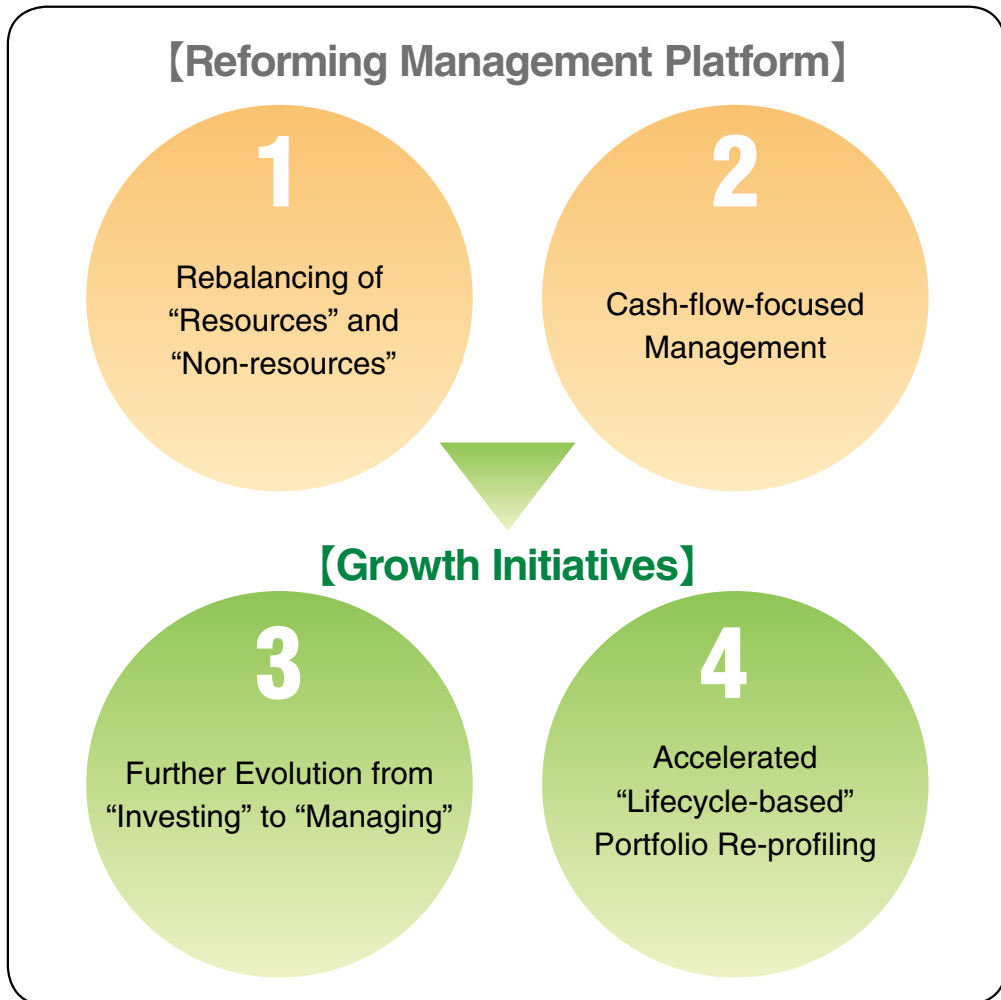 【Reforming Management Platform】
1
Rebalancing of
“Resources” and
“Non-resources”
2
Cash-flow-focused
Management
【Growth Initiatives】
3
Further Evolution from
“Investing” to “Managing”
4
Accelerated
“Lifecycle-based”
Portfolio Re-profiling